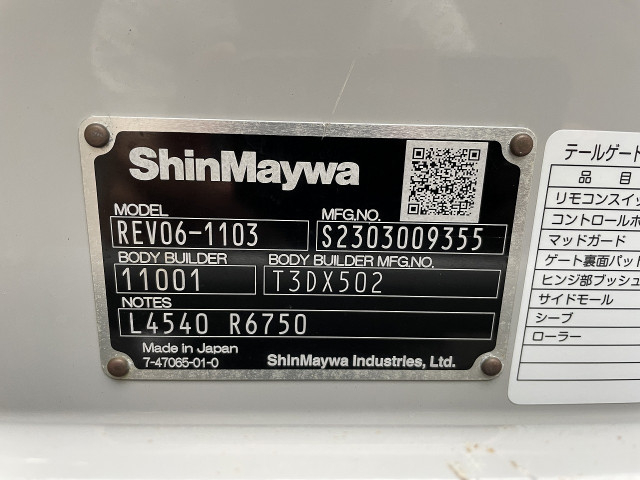 ShinMaywa
MODEL
REV06-1103
MFG.NO.
S2303009355
BODY BUILDER
11001
BODY BUILDER MFG.NO.
T3DX502
NOTES
L4540 R6750
Made in Japan
7-47065-01-0
ShinMaywa Industries, Ltd.
テールゲート
品 目
リモコンスイッ
コントロールボ
マッドガード
ゲート裏面パット
ヒンジ部ブッシュ
サイドモール
シーブ
ローラー